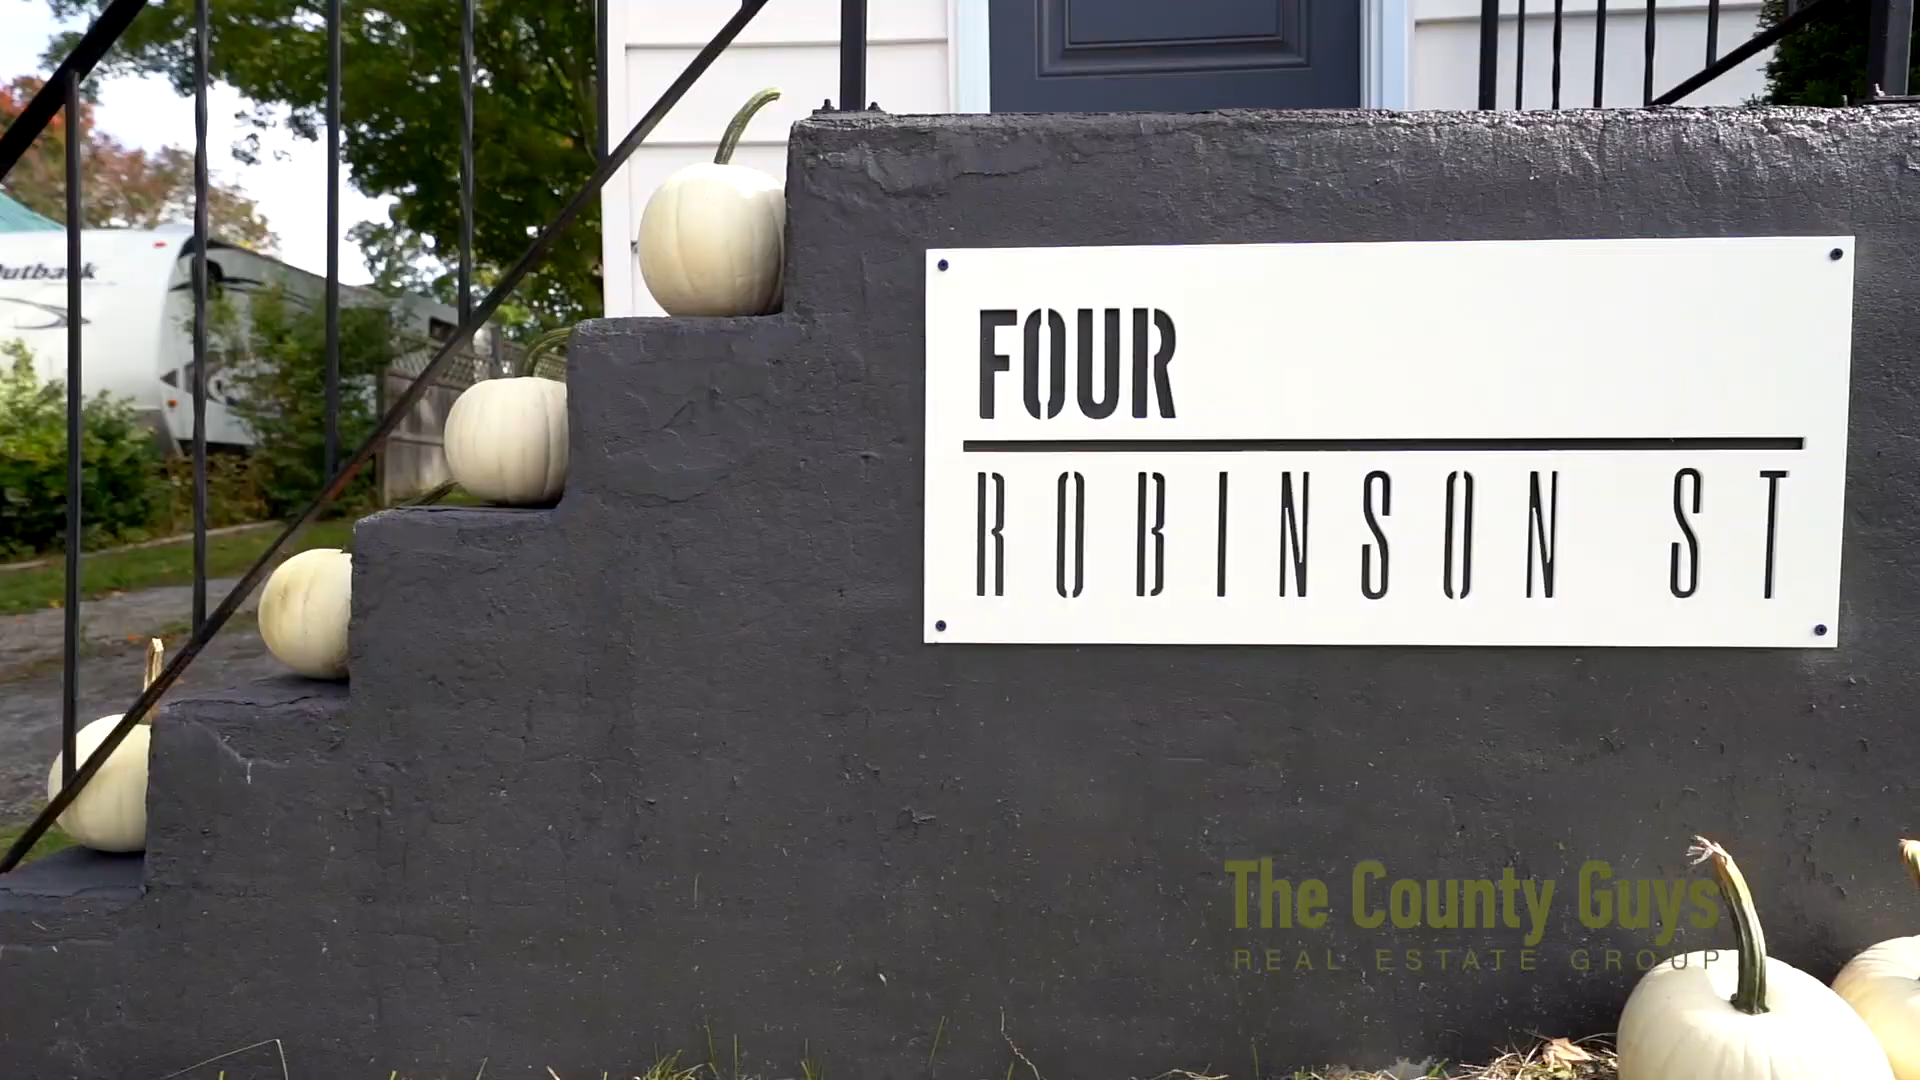 Outback
FOUR
ROBINSON ST
The County Guys
REAL ESTATE GROUP